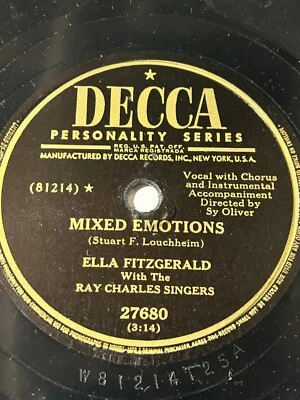 DECCA
PERSONALITY SERIES
REG. U.S. PAT. OFF.
MARCA REGISTRADA
MANUFACTURED BY DECCA RECORDS, INC., NEW YORK, U.S.A.
(81214) ★
Vocal with Chorus
and Instrumental
Accompaniment
Directed by
Sy Oliver
MIXED EMOTIONS
(Stuart F. Louchheim)
ELLA FITZGERALD
With The
RAY CHARLES SINGERS
27680
(3:14)
W81214T25A